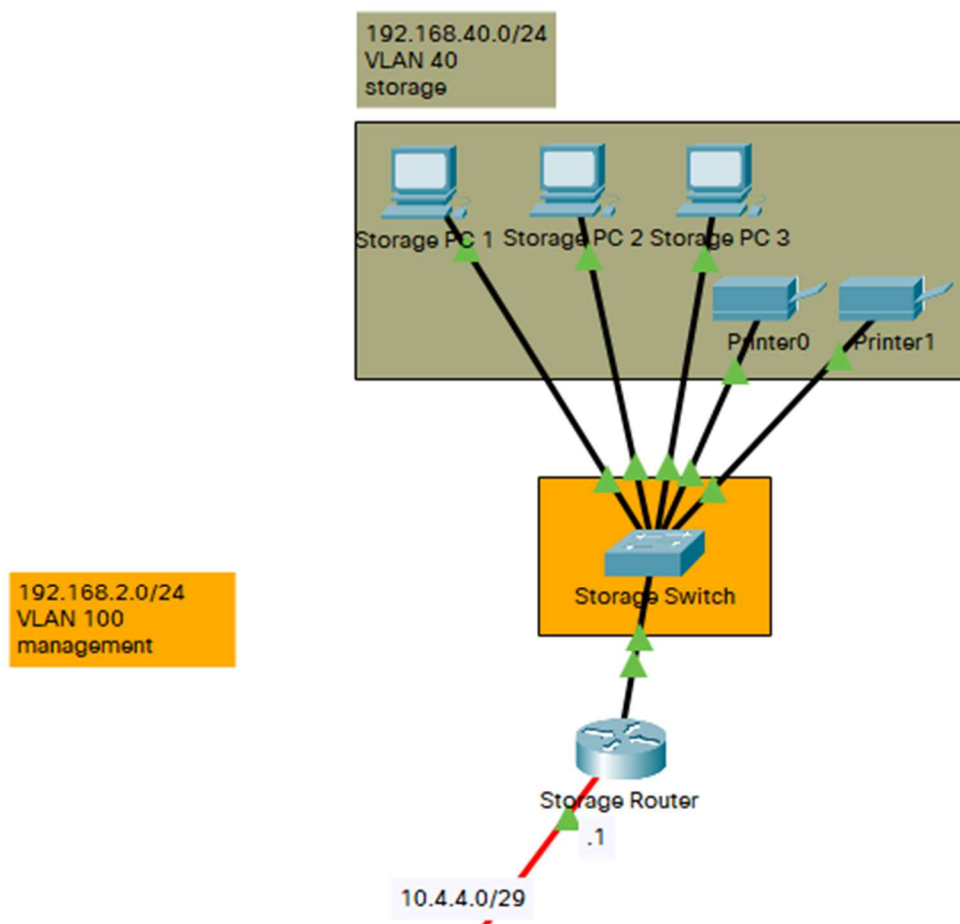 192.168.40.0/24
VLAN 40
storage
Storage PC 1
Storage PC 2
Storage PC 3
Printer0
Printer1
Storage Switch
192.168.2.0/24
VLAN 100
management
Storage Router
.1
10.4.4.0/29